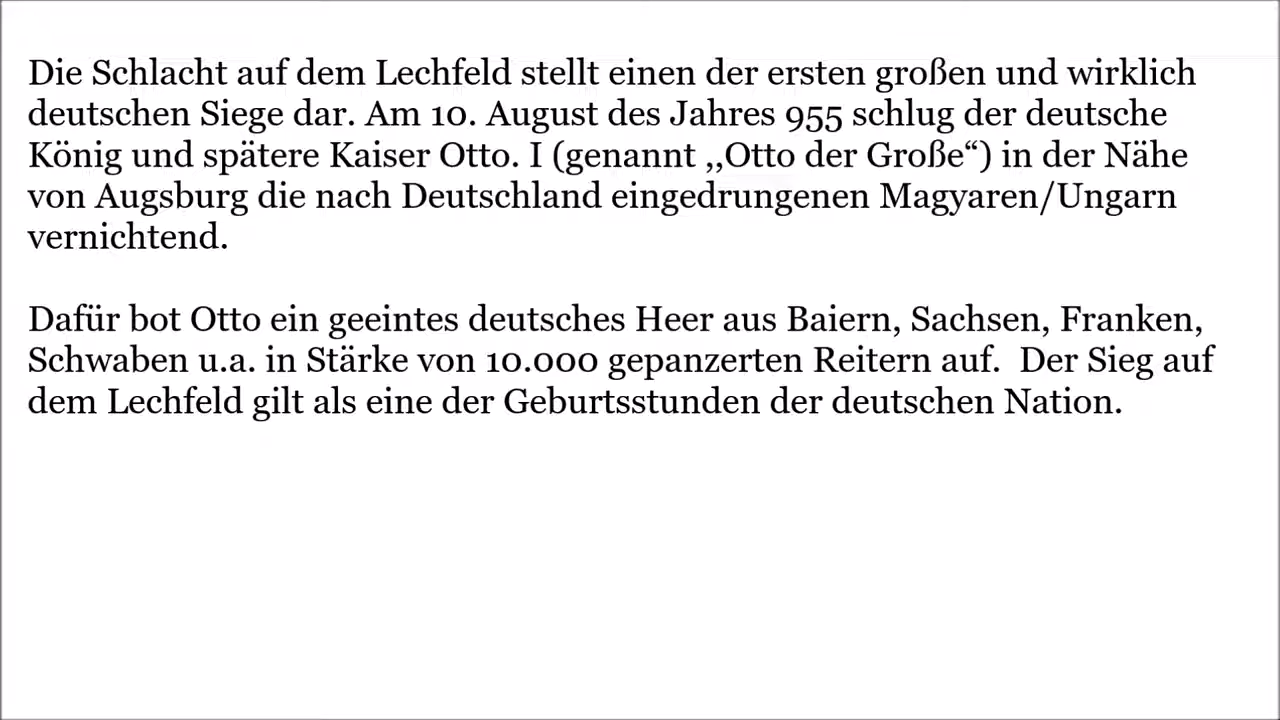 Die Schlacht auf dem Lechfeld stellt einen der ersten großen und wirklich
deutschen Siege dar. Am 10. August des Jahres 955 schlug der deutsche
König und spätere Kaiser Otto. I (genannt ,,Otto der Große“) in der Nähe
von Augsburg die nach Deutschland eingedrungenen Magyaren/Ungarn
vernichtend.
Dafür bot Otto ein geeintes deutsches Heer aus Baiern, Sachsen, Franken,
Schwaben u.a. in Stärke von 10.000 gepanzerten Reitern auf.  Der Sieg auf
dem Lechfeld gilt als eine der Geburtsstunden der deutschen Nation.